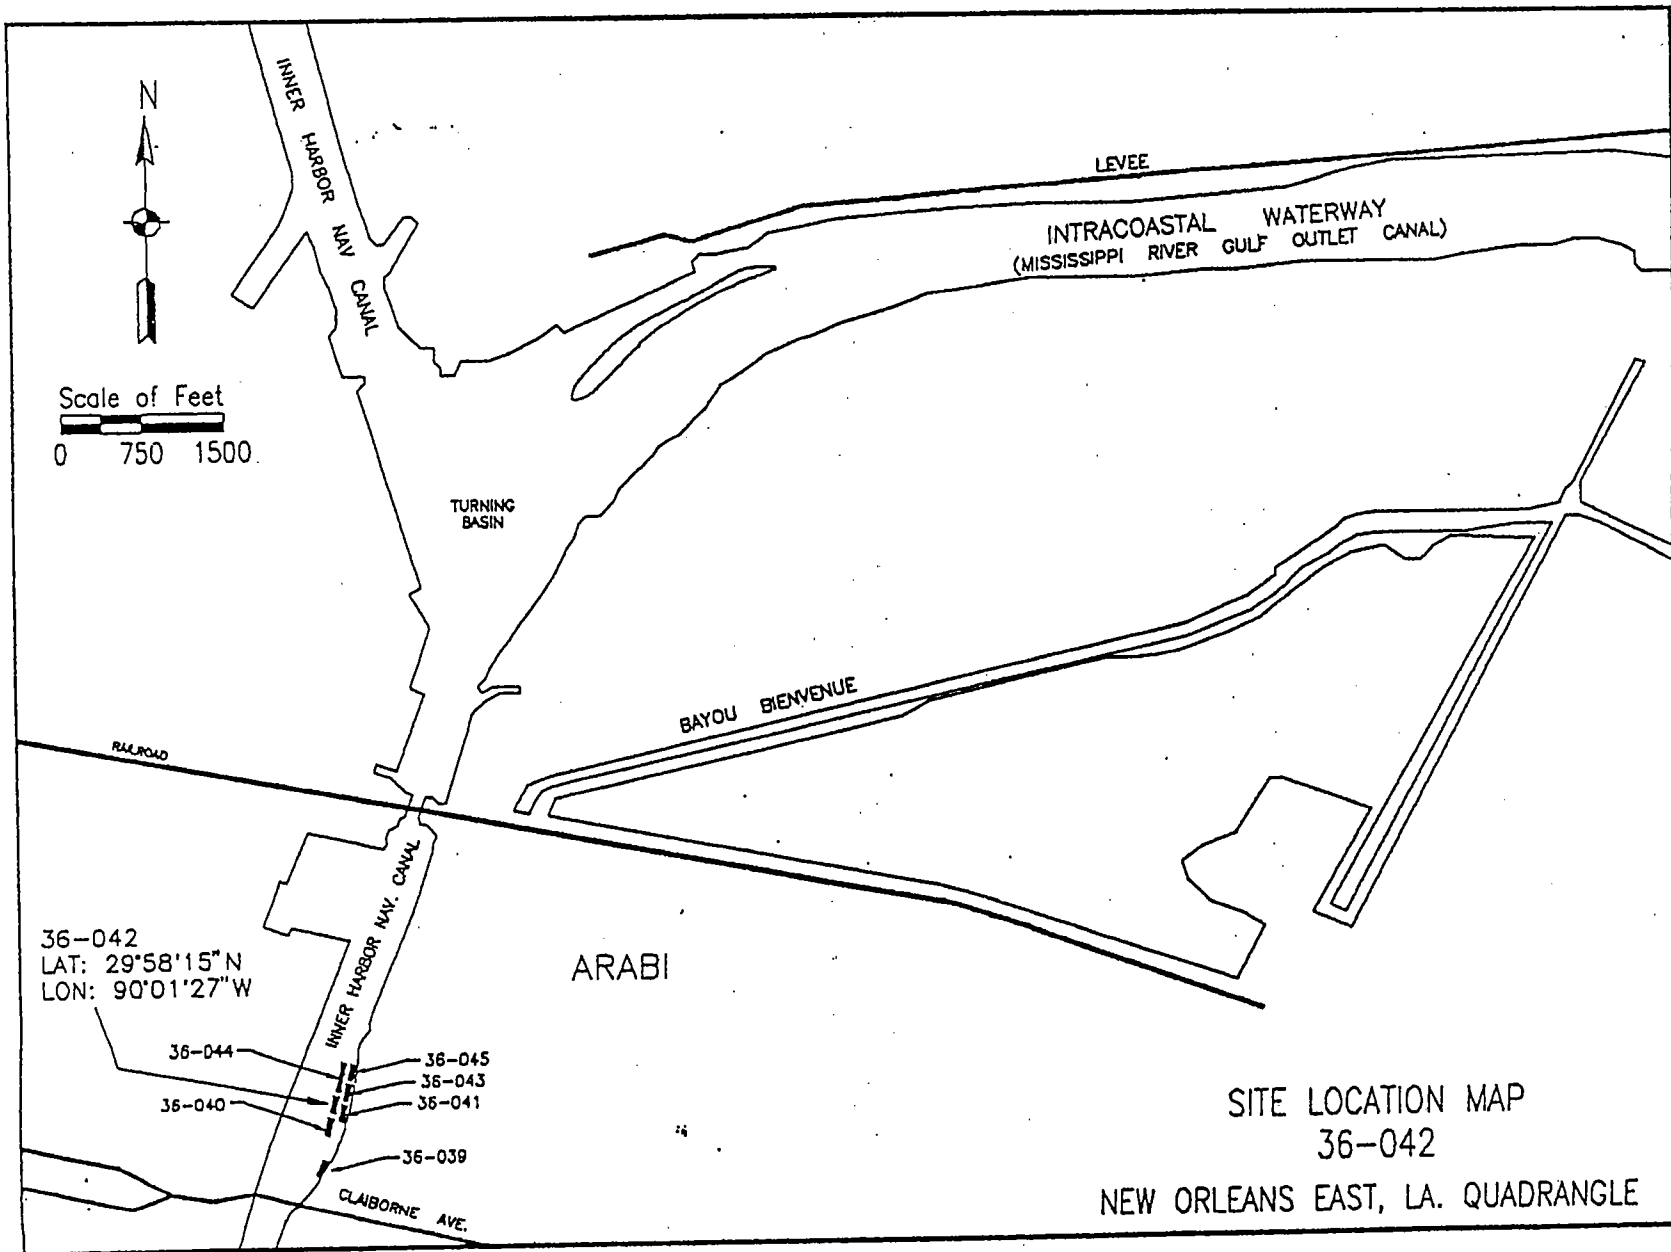 N
Scale of Feet
0 750 1500
INNER HARBOR NAV CANAL
LEVEE
INTRACOASTAL WATERWAY
(MISSISSIPPI RIVER GULF OUTLET CANAL)
TURNING
BASIN
BAYOU BIENVENUE
RAILROAD
INNER HARBOR NAV. CANAL
ARABI
36-042
LAT: 29°58'15"N
LON: 90°01'27"W
36-044
36-045
36-043
36-040
36-041
36-039
CLAIBORNE AVE.
SITE LOCATION MAP
36-042
NEW ORLEANS EAST, LA. QUADRANGLE